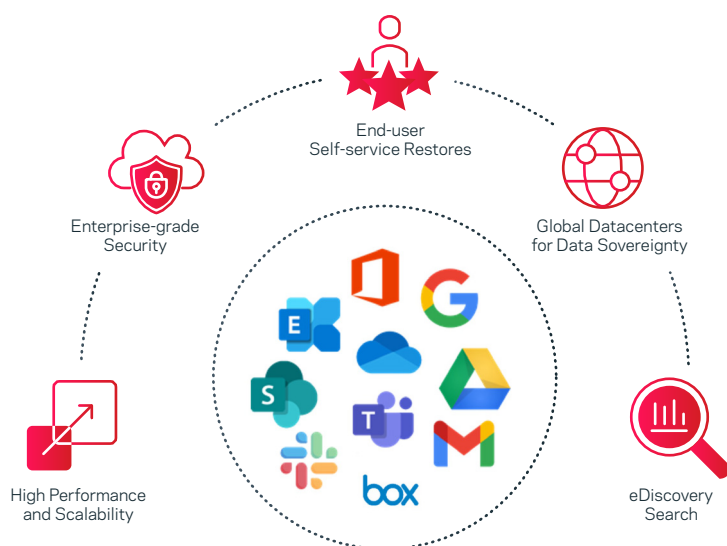 End-user
Self-service Restores
Enterprise-grade
Security
Global Datacenters
for Data Sovereignty
High Performance
and Scalability
eDiscovery
Search
E
S
T
box